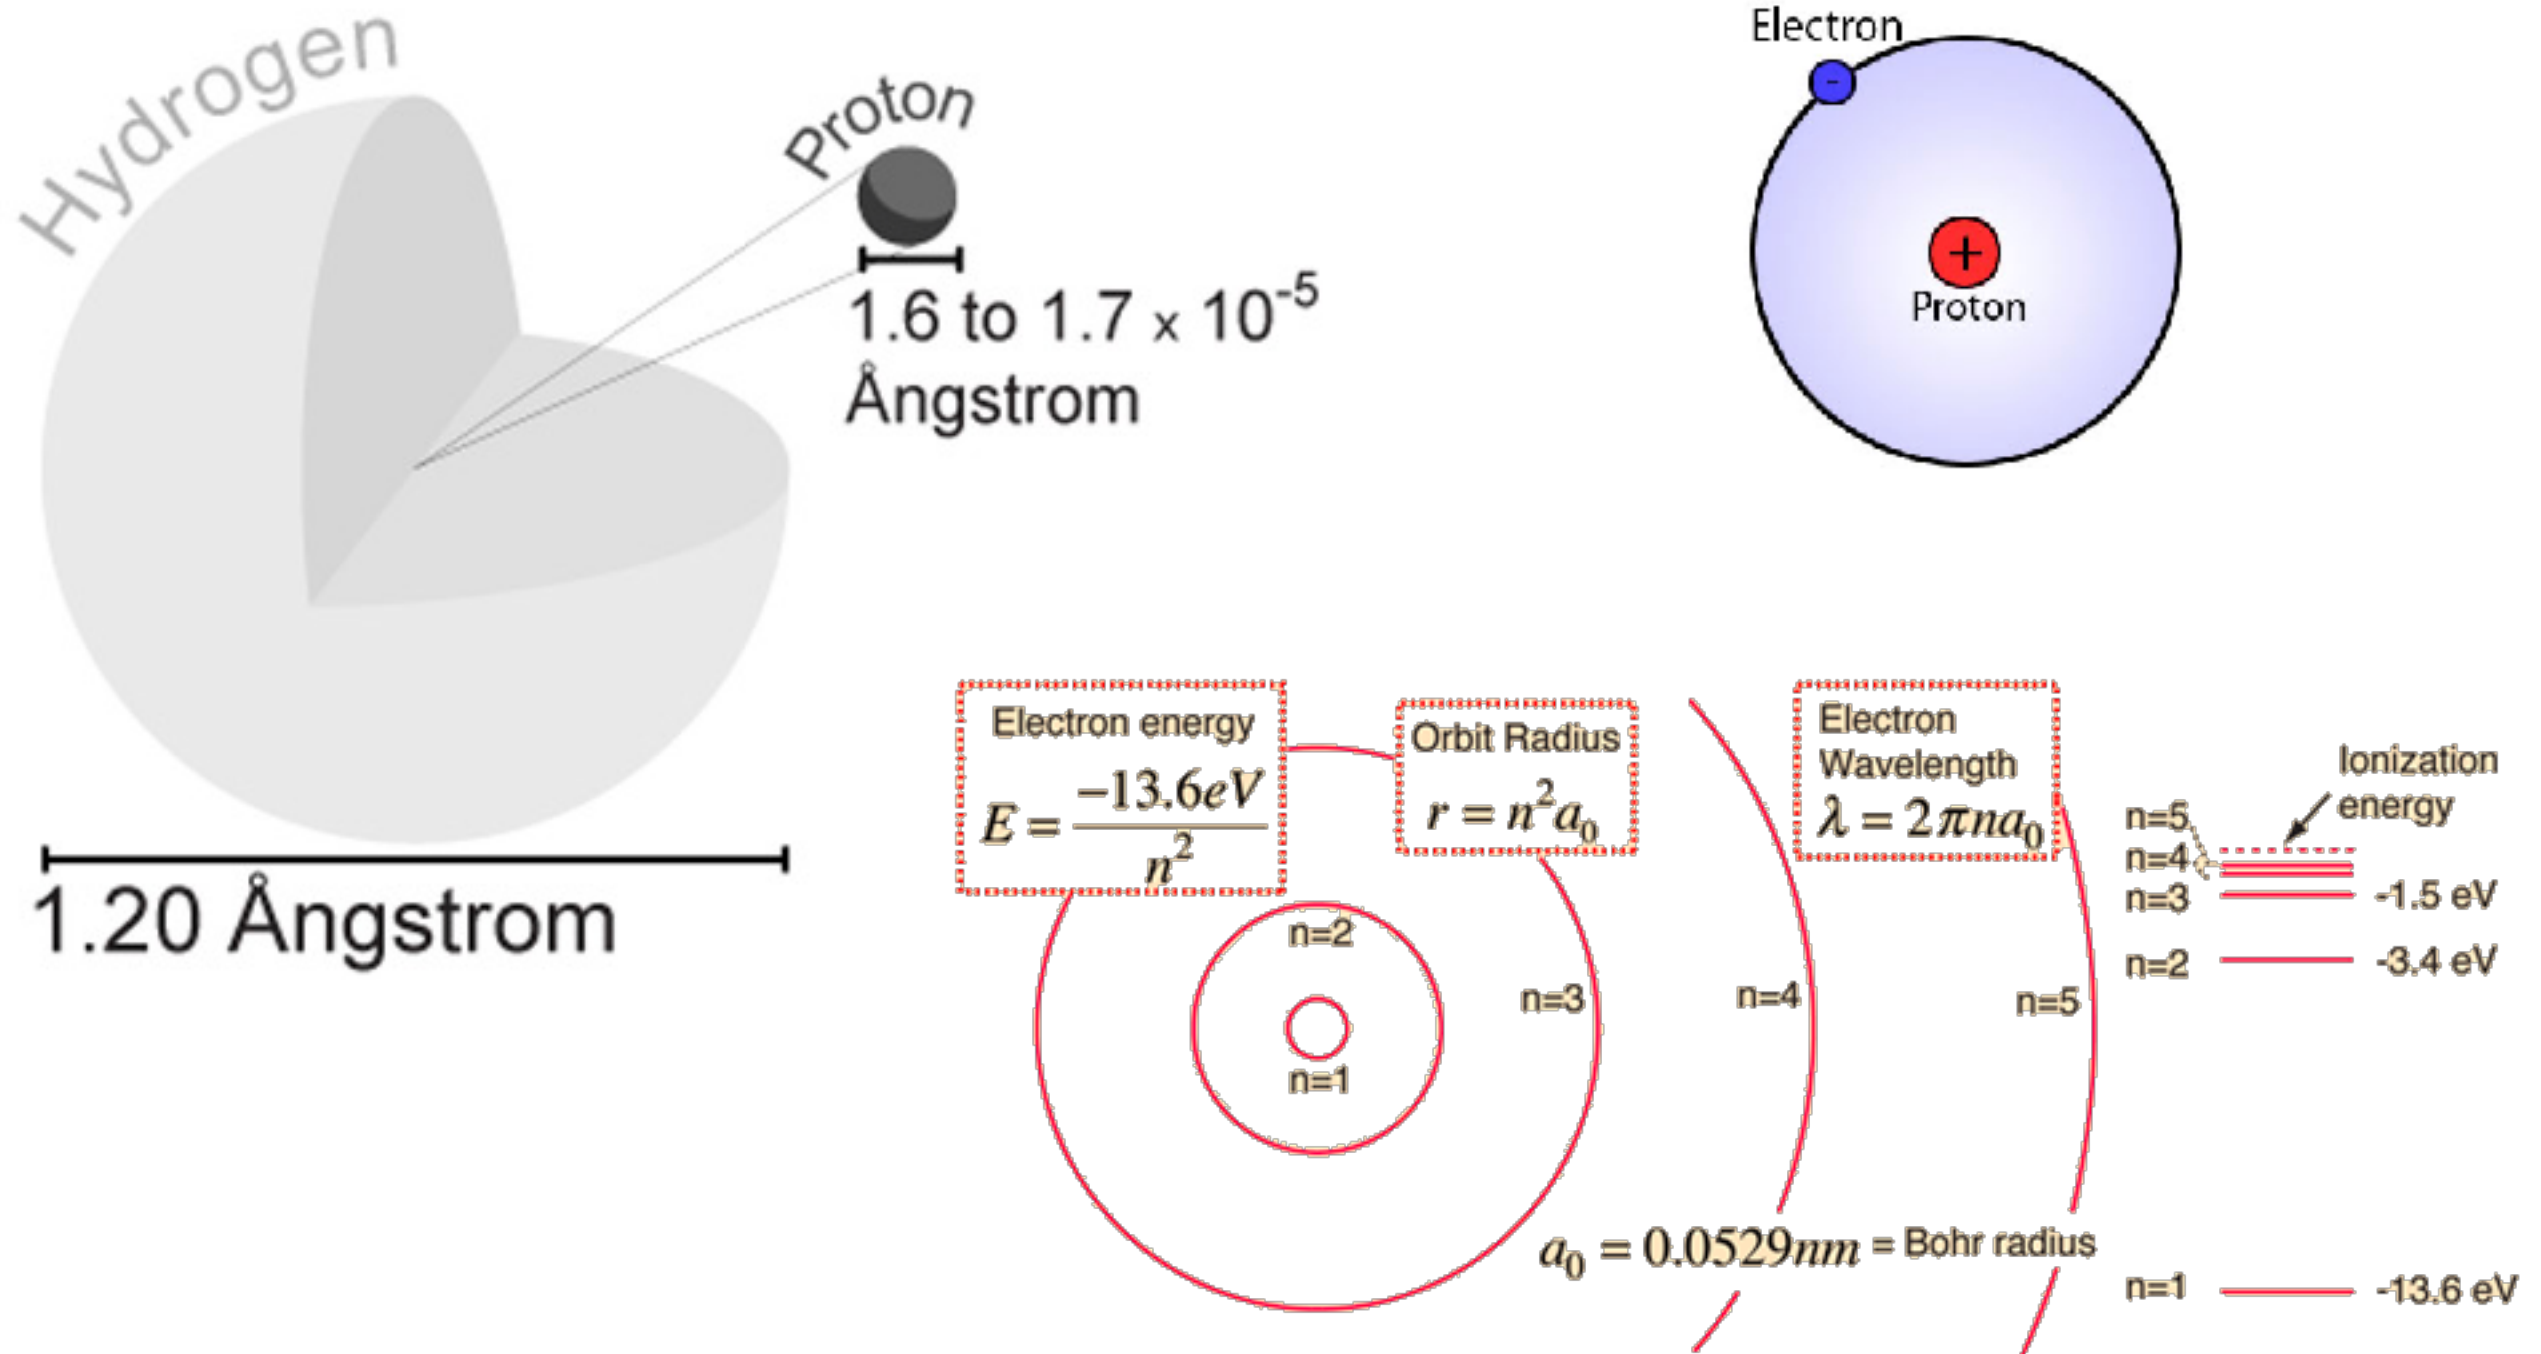 Hydrogen
Proton
1.6 to 1.7 x 10⁻⁵
Ångstrom
1.20 Ångstrom
Electron
-
+
Proton
Electron energy
E = −13.6eV / n²
Orbit Radius
r = n²a₀
Electron
Wavelength
λ = 2πna₀
Ionization
energy
n=5
n=4
n=3 -1.5 eV
n=2 -3.4 eV
n=1 -13.6 eV
n=2
n=1
n=3
n=4
n=5
a₀ = 0.0529nm = Bohr radius